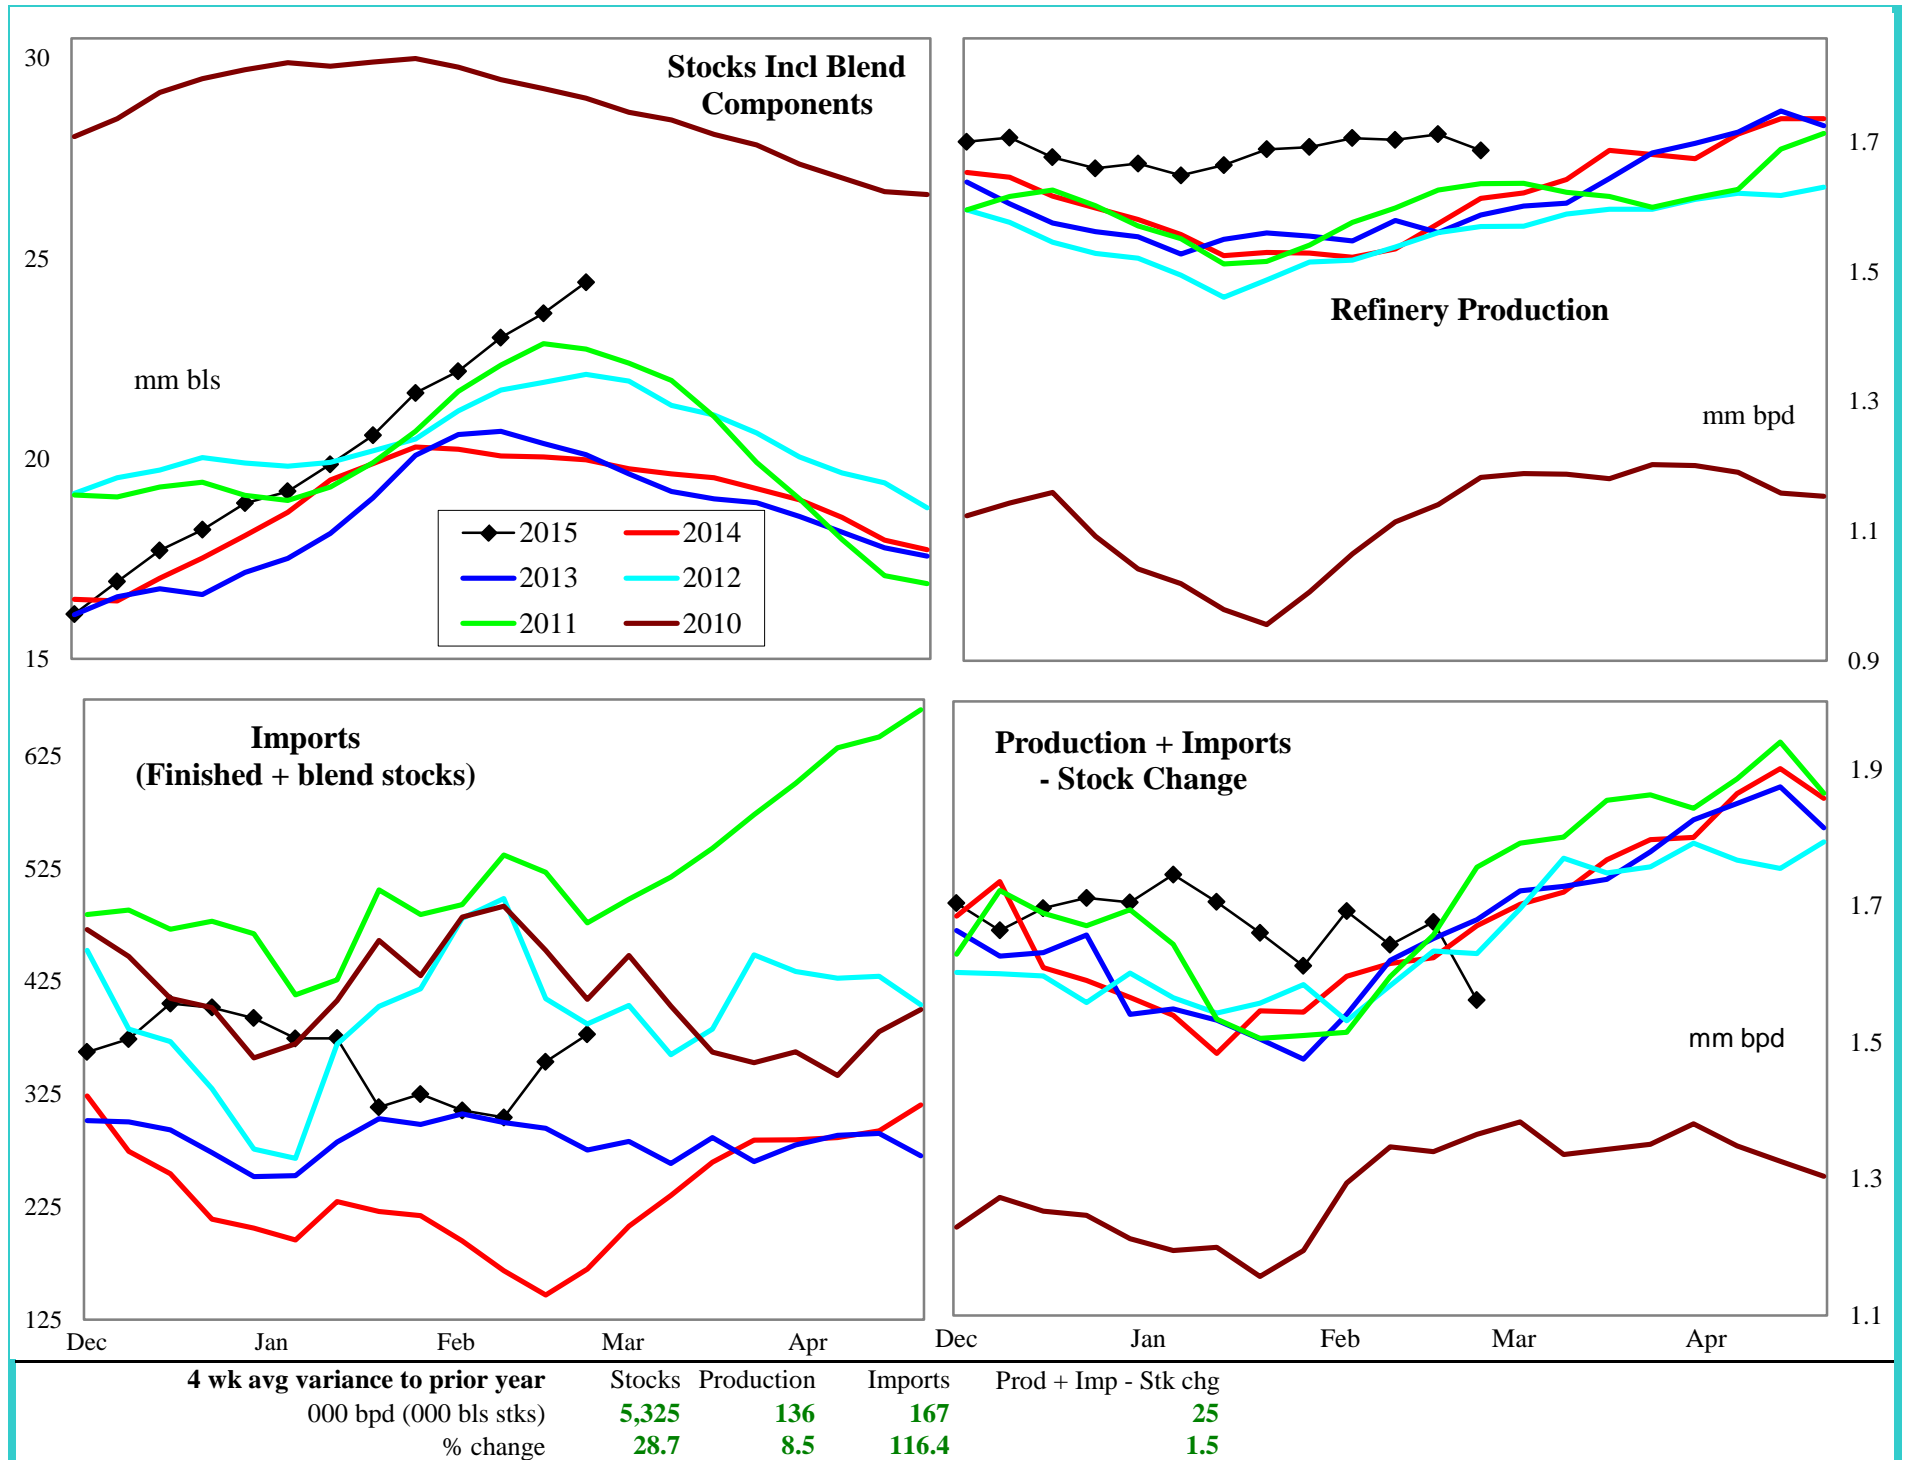 Stocks Incl Blend
Components
30
25
20
15
mm bls
2015
2014
2013
2012
2011
2010
Refinery Production
mm bpd
1.7
1.5
1.3
1.1
0.9
Imports
(Finished + blend stocks)
625
525
425
325
225
125
Dec Jan Feb Mar Apr
Production + Imports
- Stock Change
mm bpd
1.9
1.7
1.5
1.3
1.1
Dec Jan Feb Mar Apr
4 wk avg variance to prior year Stocks Production Imports Prod + Imp - Stk chg
000 bpd (000 bls stks) 5,325 136 167 25
% change 28.7 8.5 116.4 1.5